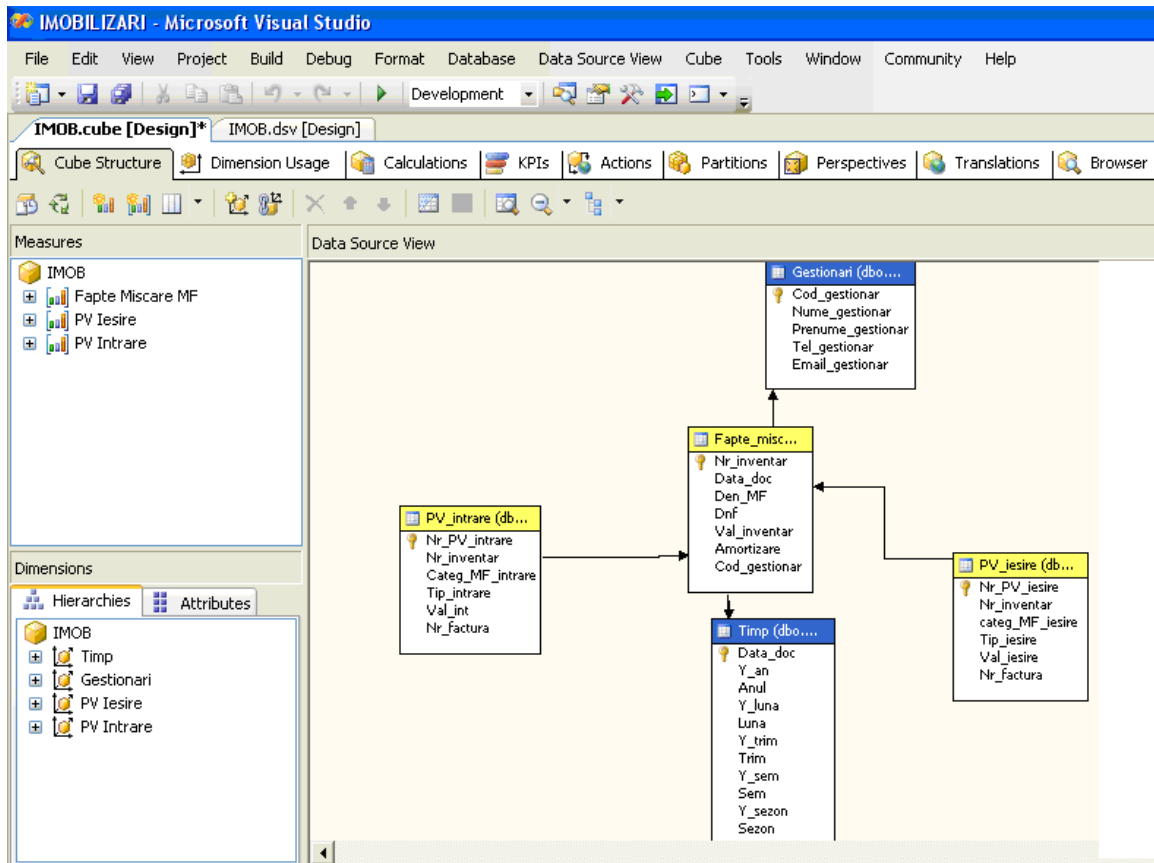 IMOBILIZARI - Microsoft Visual Studio
File Edit View Project Build Debug Format Database Data Source View Cube Tools Window Community Help
Development
IMOB.cube [Design]* IMOB.dsv [Design]
Cube Structure Dimension Usage Calculations KPIs Actions Partitions Perspectives Translations Browser
Measures
IMOB
Fapte Miscare MF
PV Iesire
PV Intrare
Dimensions
Hierarchies Attributes
IMOB
Timp
Gestionari
PV Iesire
PV Intrare
Data Source View
Gestionari (dbo....
Cod_gestionar
Nume_gestionar
Prenume_gestionar
Tel_gestionar
Email_gestionar
Fapte_misc...
Nr_inventar
Data_doc
Den_MF
Dnf
Val_inventar
Amortizare
Cod_gestionar
PV_intrare (db...
Nr_PV_intrare
Nr_inventar
Categ_MF_intrare
Tip_intrare
Val_int
Nr_factura
PV_iesire (db...
Nr_PV_iesire
Nr_inventar
categ_MF_iesire
Tip_iesire
Val_iesire
Nr_factura
Timp (dbo....
Data_doc
Y_an
Anul
Y_luna
Luna
Y_trim
Trim
Y_sem
Sem
Y_sezon
Sezon